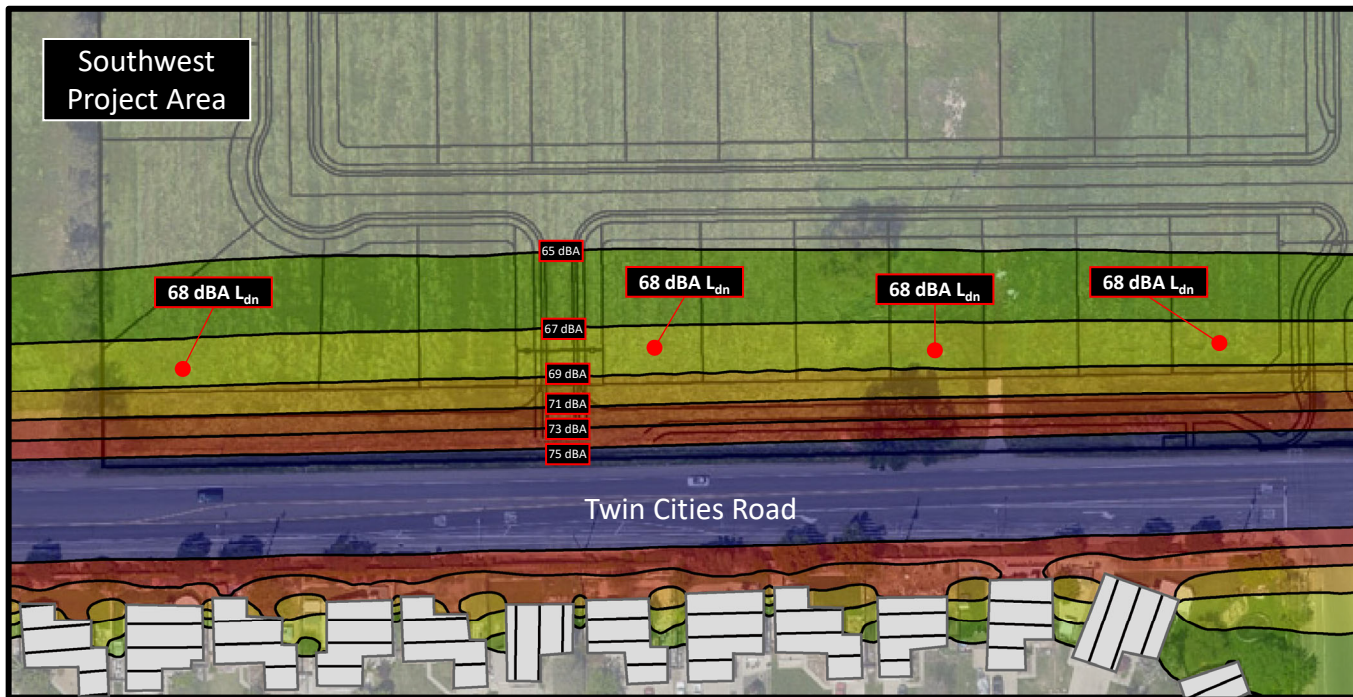 Southwest
Project Area
65 dBA
68 dBA Ldn
68 dBA Ldn
68 dBA Ldn
68 dBA Ldn
67 dBA
69 dBA
71 dBA
73 dBA
75 dBA
Twin Cities Road